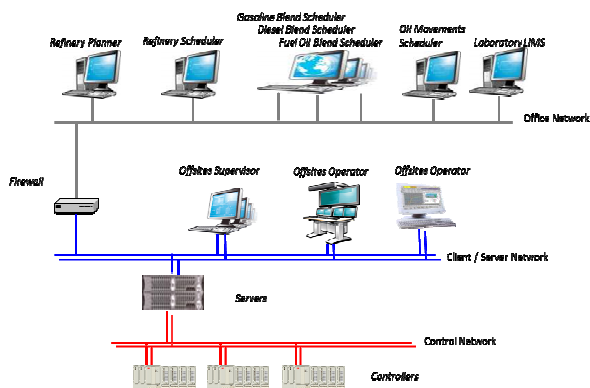 Gasoline Blend Scheduler
Diesel Blend Scheduler
Fuel Oil Blend Scheduler
Refinery Planner
Refinery Scheduler
Oil Movements
Scheduler
Laboratory LIMS
Office Network
Firewall
Offsites Supervisor
Offsites Operator
Offsites Operator
Client / Server Network
Servers
Control Network
Controllers